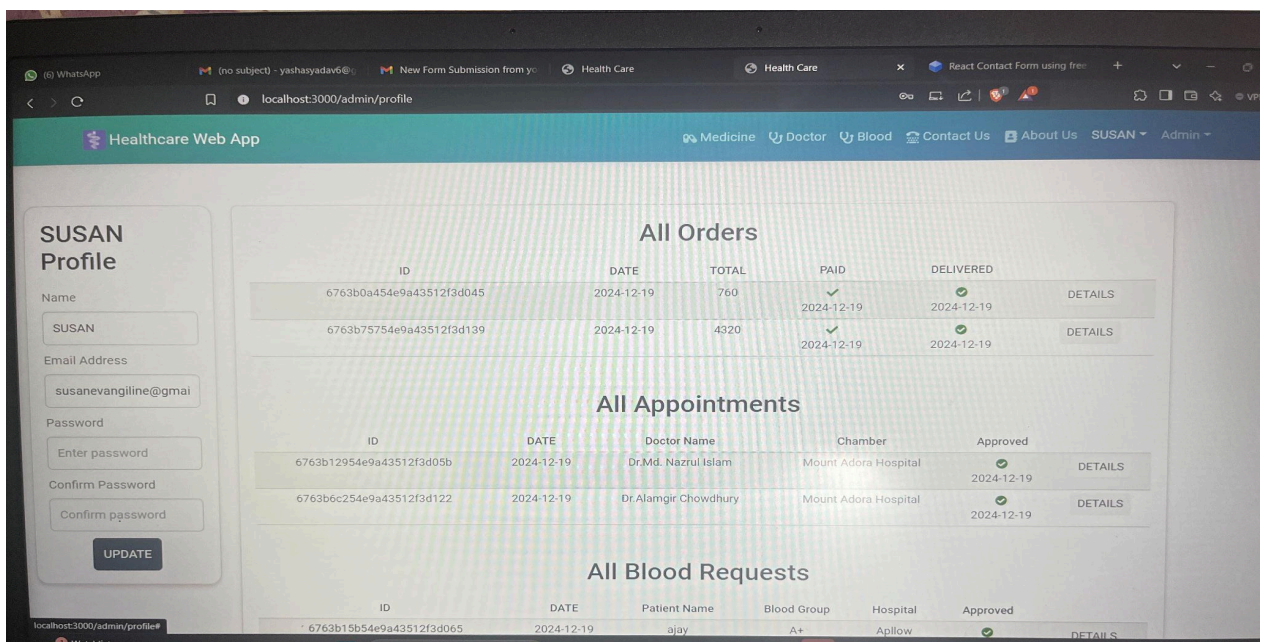 (6) WhatsApp
(no subject) - yashasyadav6@g
New Form Submission from yo
Health Care
Health Care
React Contact Form using free
localhost:3000/admin/profile
VP
Healthcare Web App
Medicine Doctor Blood Contact Us About Us SUSAN Admin
SUSAN
Profile
Name
SUSAN
Email Address
susanevangiline@gmai
Password
Enter password
Confirm Password
Confirm password
UPDATE
All Orders
ID DATE TOTAL PAID DELIVERED
6763b0a454e9a43512f3d045 2024-12-19 760 2024-12-19 2024-12-19 DETAILS
6763b75754e9a43512f3d139 2024-12-19 4320 2024-12-19 2024-12-19 DETAILS
All Appointments
ID DATE Doctor Name Chamber Approved
6763b12954e9a43512f3d05b 2024-12-19 Dr.Md. Nazrul Islam Mount Adora Hospital 2024-12-19 DETAILS
6763b6c254e9a43512f3d122 2024-12-19 Dr.Alamgir Chowdhury Mount Adora Hospital 2024-12-19 DETAILS
All Blood Requests
ID DATE Patient Name Blood Group Hospital Approved
6763b15b54e9a43512f3d065 2024-12-19 ajay A+ Apllow DETAILS
localhost:3000/admin/profile#